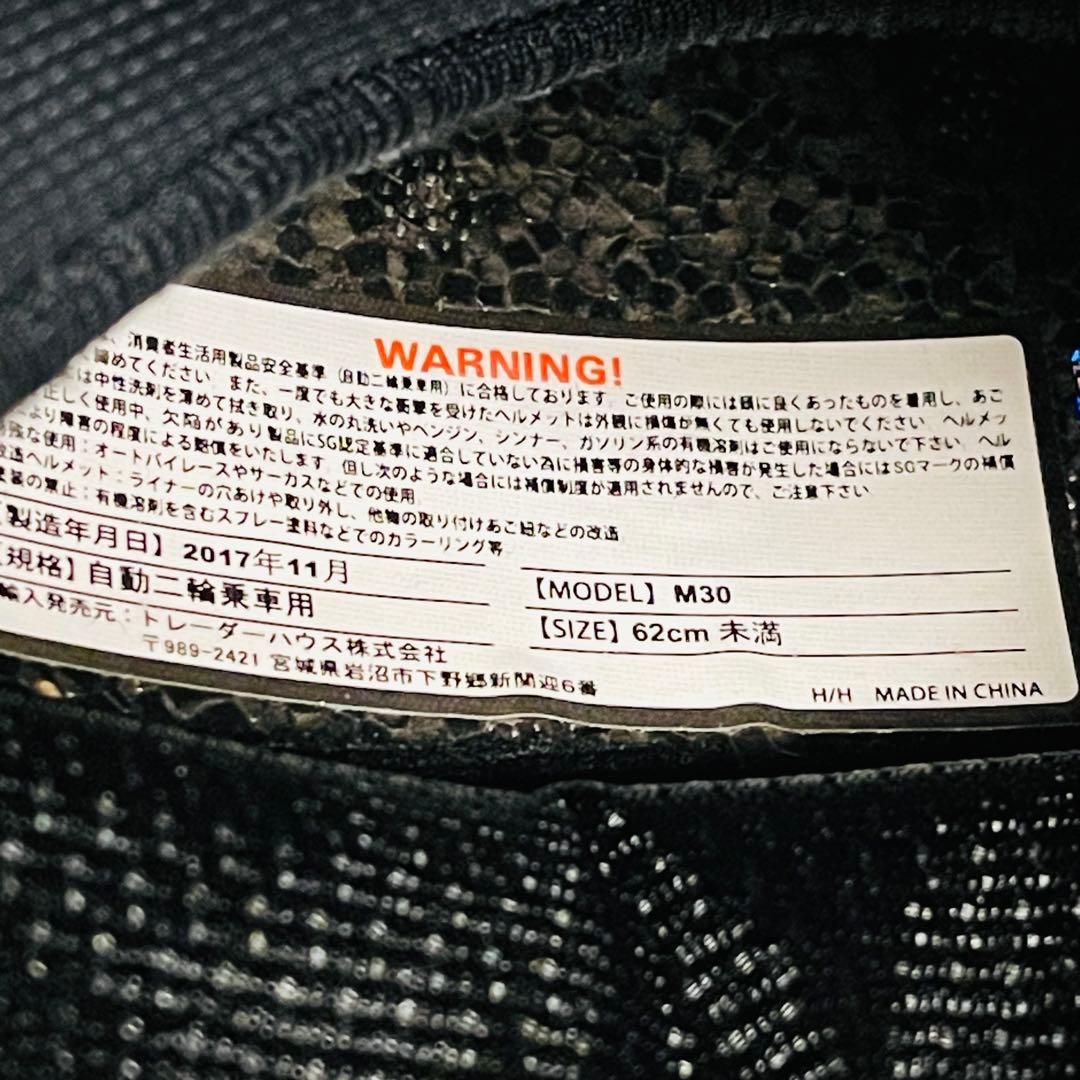 WARNING!
、消費者生活用製品安全基準（自動二輪乗車用）に合格しております。ご使用の際には頭に良くあったものを着用し、あご
締めてください。また、一度でも大きな衝撃を受けたヘルメットは外観に損傷が無くても使用しないでください。ヘルメッ
は中性洗剤を薄めて拭き取り、水の丸洗いやベンジン、シンナー、ガソリン系の有機溶剤はご使用にならないで下さい。ヘル
正しく使用中、欠陥があり製品にSG認定基準に適合していない為に損害等の身体的な損害が発生した場合にはSGマークの補償
より障害の程度による賠償をいたします。但し次のような場合には補償制度が適用されませんので、ご注意下さい
な使用：オートバイレースやサーカスなどでの使用
改造ヘルメット：ライナーの穴あけや取り外し、他物の取り付けあご紐などの改造
塗装の禁止：有機溶剤を含むスプレー塗料などでのカラーリング等
【製造年月日】2017年11月
【規格】自動二輪乗車用
輸入発売元：トレーダーハウス株式会社
〒989-2421 宮城県岩沼市下野郷新関迎6番
【MODEL】M30
【SIZE】62cm 未満
H/H MADE IN CHINA